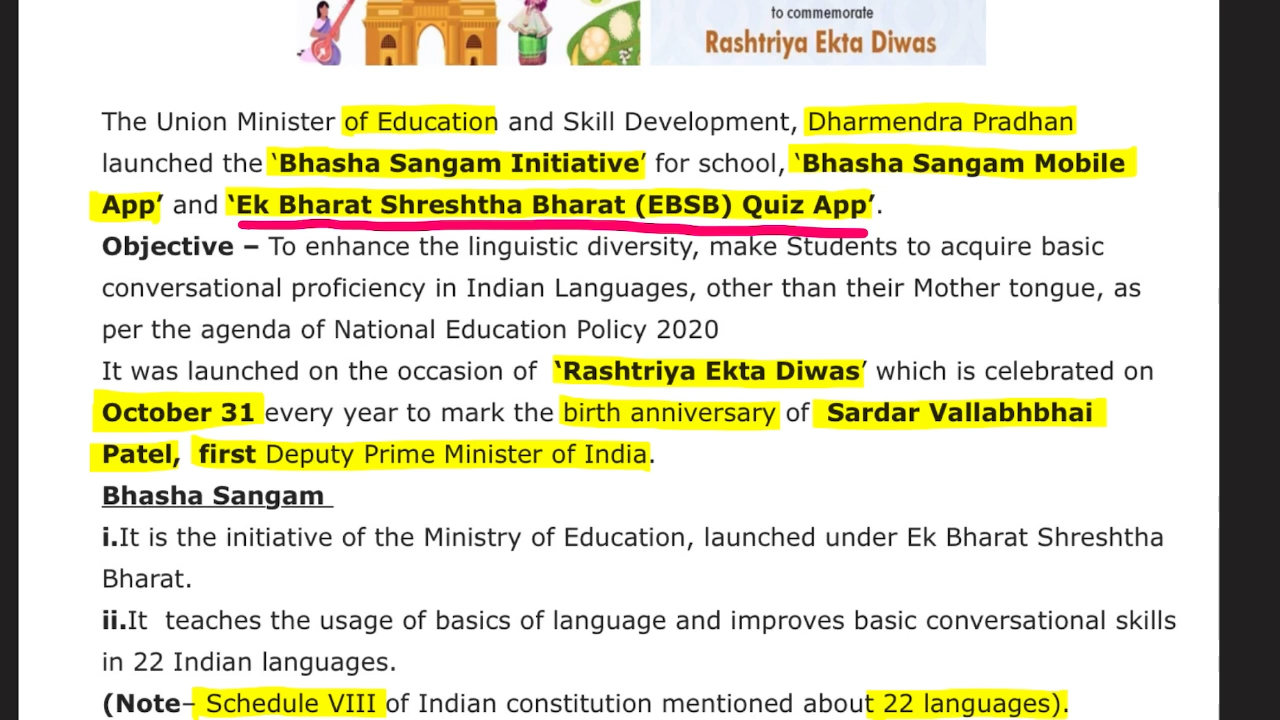 to commemorate
Rashtriya Ekta Diwas
The Union Minister of Education and Skill Development, Dharmendra Pradhan
launched the ‘Bhasha Sangam Initiative’ for school, ‘Bhasha Sangam Mobile
App’ and ‘Ek Bharat Shreshtha Bharat (EBSB) Quiz App’.
Objective – To enhance the linguistic diversity, make Students to acquire basic
conversational proficiency in Indian Languages, other than their Mother tongue, as
per the agenda of National Education Policy 2020
It was launched on the occasion of ‘Rashtriya Ekta Diwas’ which is celebrated on
October 31 every year to mark the birth anniversary of Sardar Vallabhbhai
Patel, first Deputy Prime Minister of India.
Bhasha Sangam
i.It is the initiative of the Ministry of Education, launched under Ek Bharat Shreshtha
Bharat.
ii.It teaches the usage of basics of language and improves basic conversational skills
in 22 Indian languages.
(Note– Schedule VIII of Indian constitution mentioned about 22 languages).